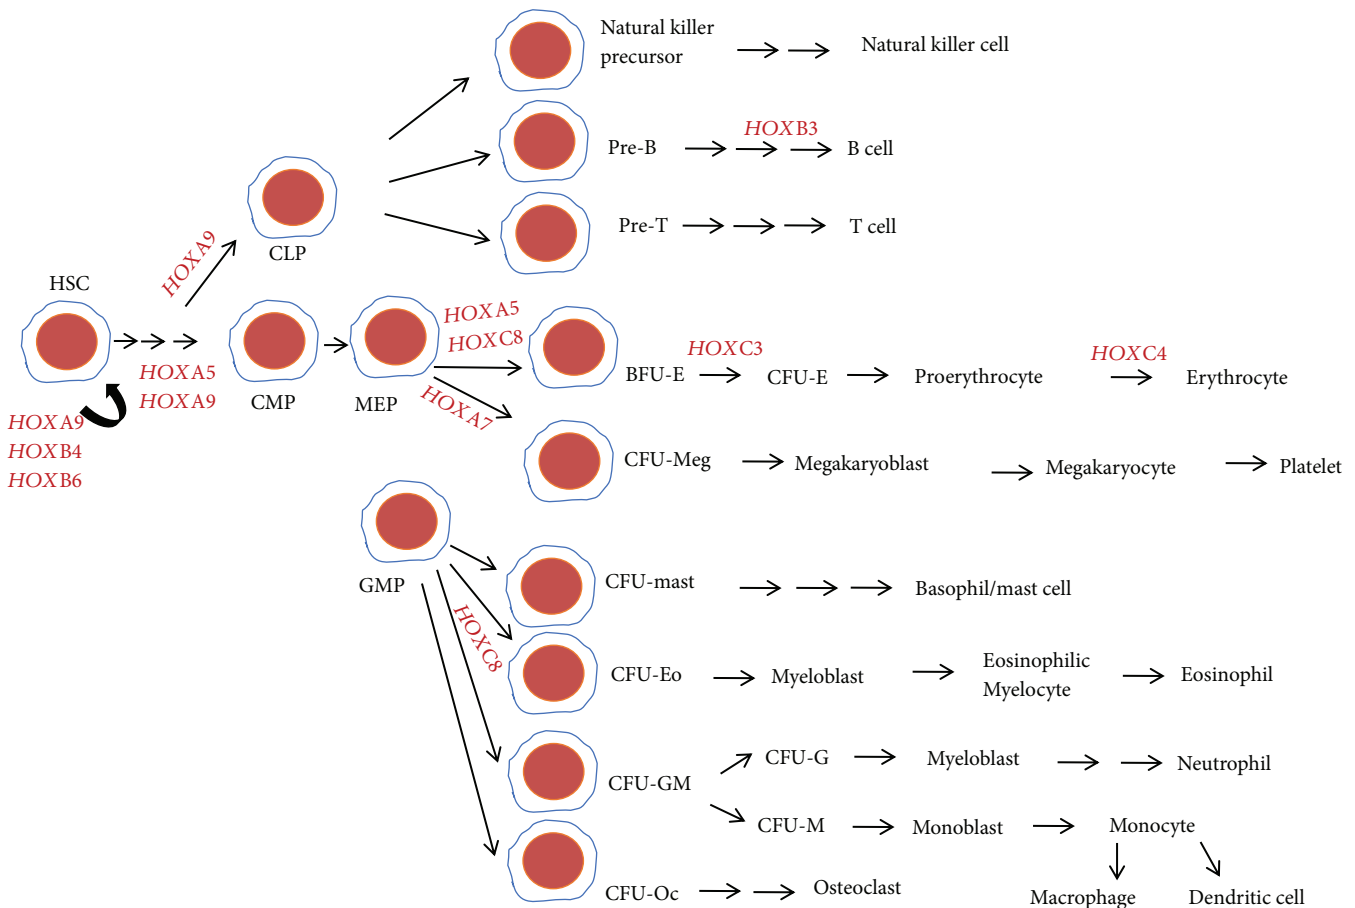 Natural killer
precursor
Natural killer cell
HOXB3
Pre-B
B cell
Pre-T
T cell
HOXA9
CLP
HSC
HOXA5
HOXA9
HOXA9
HOXB4
HOXB6
CMP
MEP
HOXA5
HOXC8
HOXA7
BFU-E
HOXC3
CFU-E
Proerythrocyte
HOXC4
Erythrocyte
CFU-Meg
Megakaryoblast
Megakaryocyte
Platelet
GMP
HOXC8
CFU-mast
Basophil/mast cell
CFU-Eo
Myeloblast
Eosinophilic
Myelocyte
Eosinophil
CFU-GM
CFU-G
Myeloblast
Neutrophil
CFU-M
Monoblast
Monocyte
Macrophage
Dendritic cell
CFU-Oc
Osteoclast